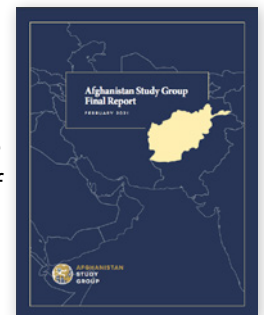 Afghanistan Study Group
Final Report
FEBRUARY 2021
AFGHANISTAN
STUDY
GROUP